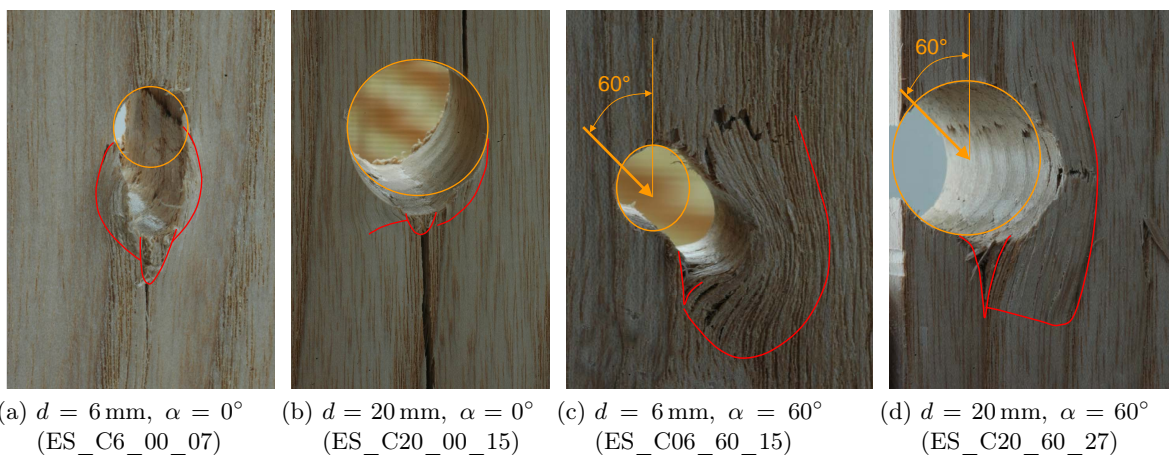 60°
60°
(a) d = 6 mm, α = 0°
(ES_C6_00_07)
(b) d = 20 mm, α = 0°
(ES_C20_00_15)
(c) d = 6 mm, α = 60°
(ES_C06_60_15)
(d) d = 20 mm, α = 60°
(ES_C20_60_27)